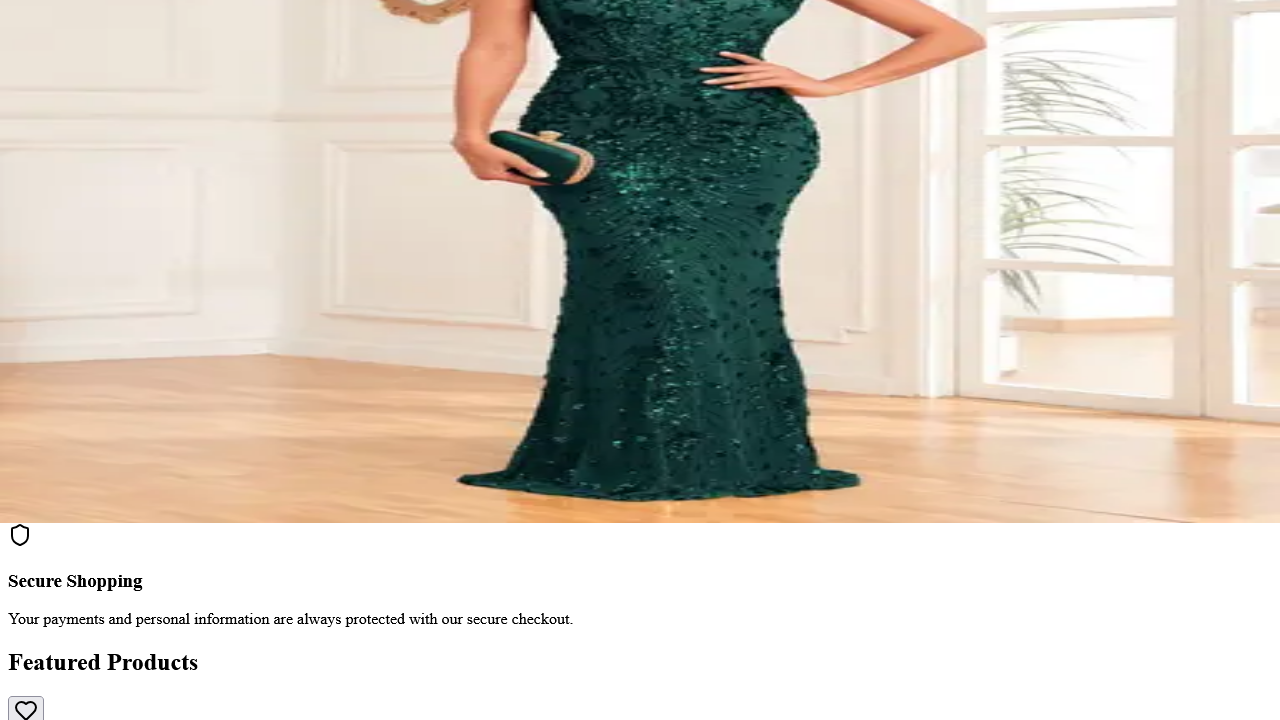 Secure Shopping
Your payments and personal information are always protected with our secure checkout.
Featured Products